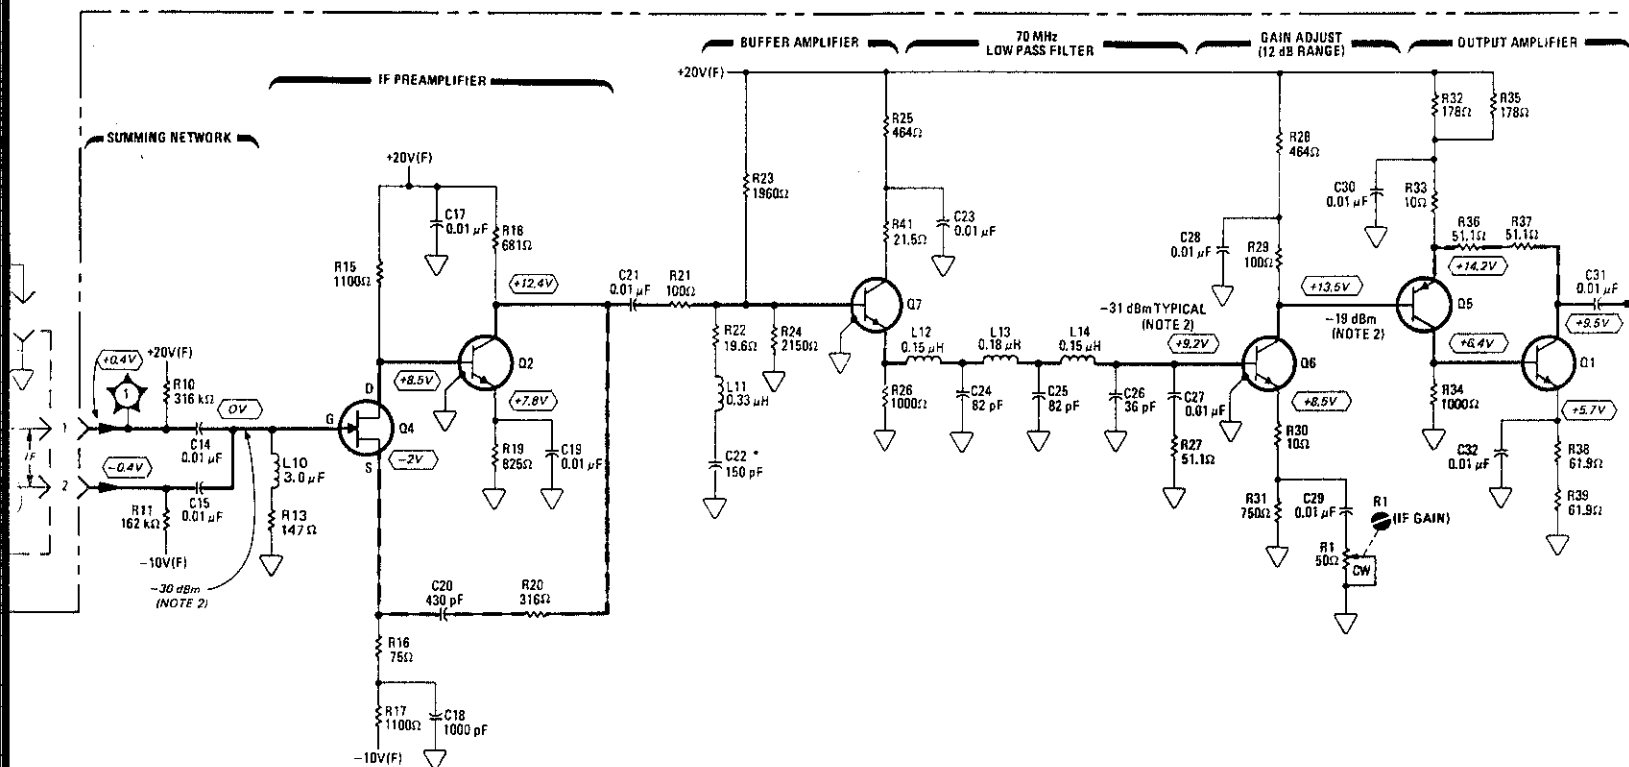 BUFFER AMPLIFIER
70 MHz
LOW PASS FILTER
GAIN ADJUST
(12 dB RANGE)
OUTPUT AMPLIFIER
IF PREAMPLIFIER
SUMMING NETWORK
+20V(F)
+20V(F)
+20V(F)
R10
316 kΩ
+0.4V
1
1
IF
2
-0.4V
R11
162 kΩ
-10V(F)
C14
0.01 µF
C15
0.01 µF
0V
-30 dBm
(NOTE 2)
L10
3.0 µF
R13
147 Ω
G
D
S
Q4
-2V
R15
1100Ω
C17
0.01 µF
R18
681Ω
+12.4V
+8.5V
Q2
+7.8V
R19
825Ω
C19
0.01 µF
C20
430 pF
R20
316Ω
R16
75Ω
R17
1100Ω
C18
1000 pF
-10V(F)
C21
0.01 µF
R21
100Ω
R23
1960Ω
R22
19.6Ω
R24
2150Ω
L11
0.33 µH
C22 *
150 pF
R25
464Ω
R41
21.5Ω
C23
0.01 µF
Q7
R26
1000Ω
L12
0.15 µH
L13
0.18 µH
L14
0.15 µH
C24
82 pF
C25
82 pF
C26
36 pF
C27
0.01 µF
R27
51.1Ω
-31 dBm TYPICAL
(NOTE 2)
+9.2V
R28
464Ω
C28
0.01 µF
R29
100Ω
Q6
+8.5V
R30
10Ω
R31
750Ω
C29
0.01 µF
R1
(IF GAIN)
R1
50Ω
CW
+13.5V
-19 dBm
(NOTE 2)
R32
178Ω
R35
178Ω
C30
0.01 µF
R33
10Ω
R36
51.1Ω
R37
51.1Ω
+14.2V
Q5
+6.4V
R34
1000Ω
C31
0.01 µF
+9.5V
Q1
+5.7V
C32
0.01 µF
R38
61.9Ω
R39
61.9Ω